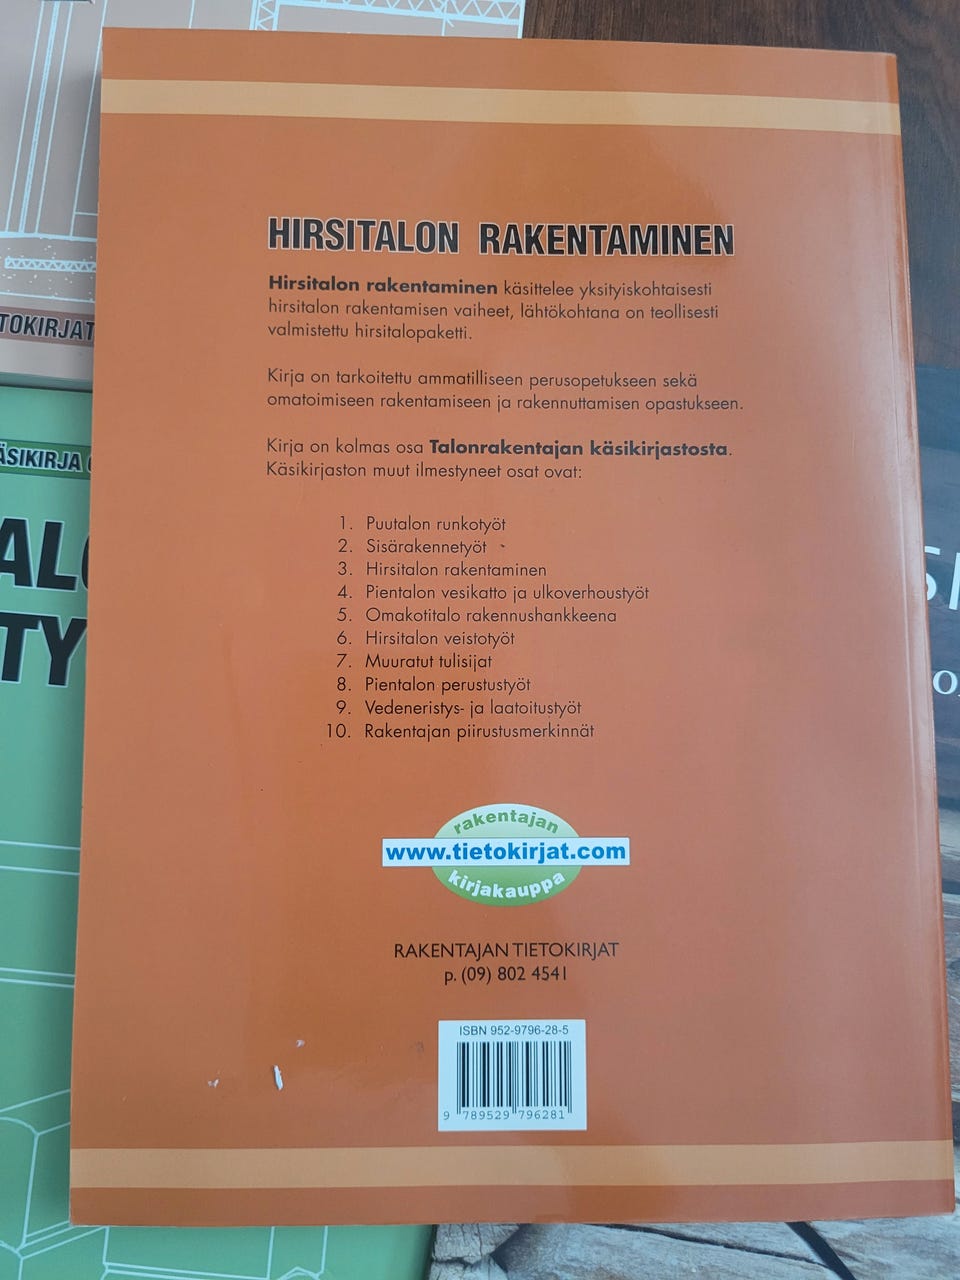 HIRSITALON RAKENTAMINEN
Hirsitalon rakentaminen käsittelee yksityiskohtaisesti
hirsitalon rakentamisen vaiheet, lähtökohtana on teollisesti
valmistettu hirsitalopaketti.
Kirja on tarkoitettu ammatilliseen perusopetukseen sekä
omatoimiseen rakentamiseen ja rakennuttamisen opastukseen.
Kirja on kolmas osa Talonrakentajan käsikirjastosta.
Käsikirjaston muut ilmestyneet osat ovat:
1. Puutalon runkotyöt
2. Sisärakennetyöt
3. Hirsitalon rakentaminen
4. Pientalon vesikatto ja ulkoverhoustyöt
5. Omakotitalo rakennushankkeena
6. Hirsitalon veistotyöt
7. Muuratut tulisijat
8. Pientalon perustustyöt
9. Vedeneristys- ja laatoitustyöt
10. Rakentajan piirustusmerkinnät
rakentajan
www.tietokirjat.com
kirjakauppa
RAKENTAJAN TIETOKIRJAT
p. (09) 802 4541
ISBN 952-9796-28-5
9 789529 796281
TOKIRJAT
ÄSIKIRJA
AL
TY